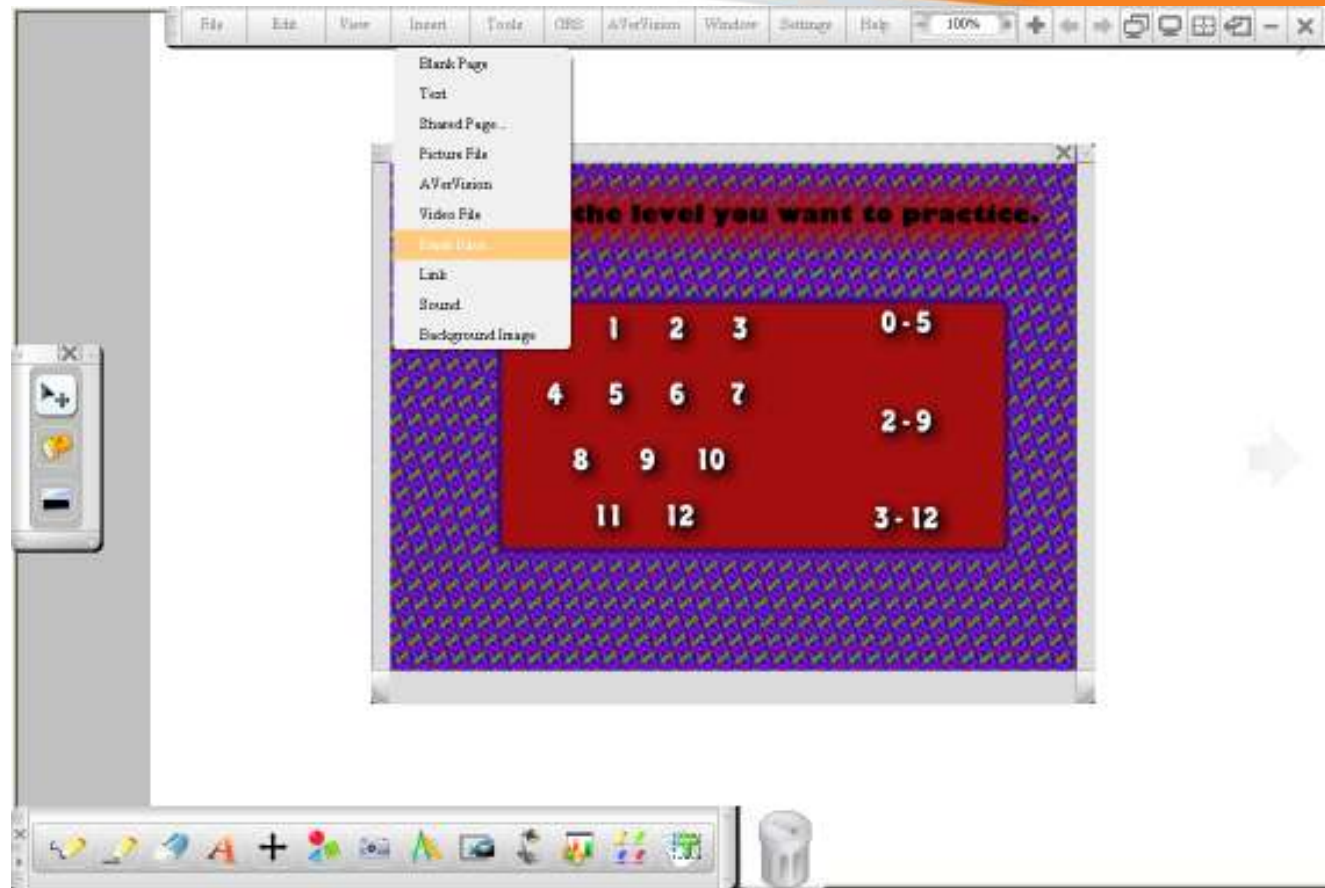 File Edit View Insert Tools ORS AVerVision Window Settings Help 100%
Blank Page
Text
Shared Page...
Picture File
AVerVision
Video File
Link
Sound
Background Image
the level you want to practice.
1 2 3 0 - 5
4 5 6 7
2 - 9
8 9 10
11 12 3 - 12